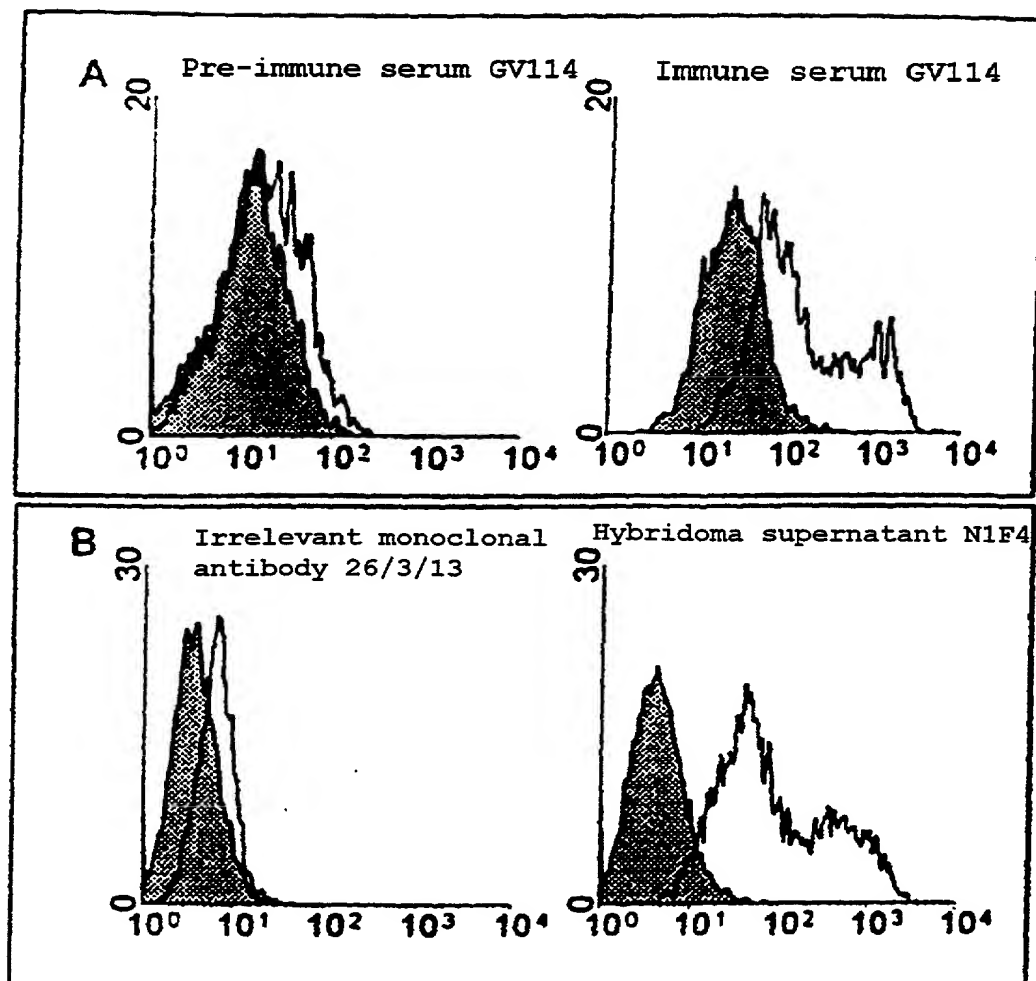 A
Pre-immune serum GV114
Immune serum GV114
20
0
10⁰ 10¹ 10² 10³ 10⁴
20
0
10¹ 10² 10³ 10⁴
B
Irrelevant monoclonal
antibody 26/3/13
Hybridoma supernatant N1F4
30
0
10⁰ 10¹ 10² 10³ 10⁴
30
0
10⁰ 10¹ 10² 10³ 10⁴